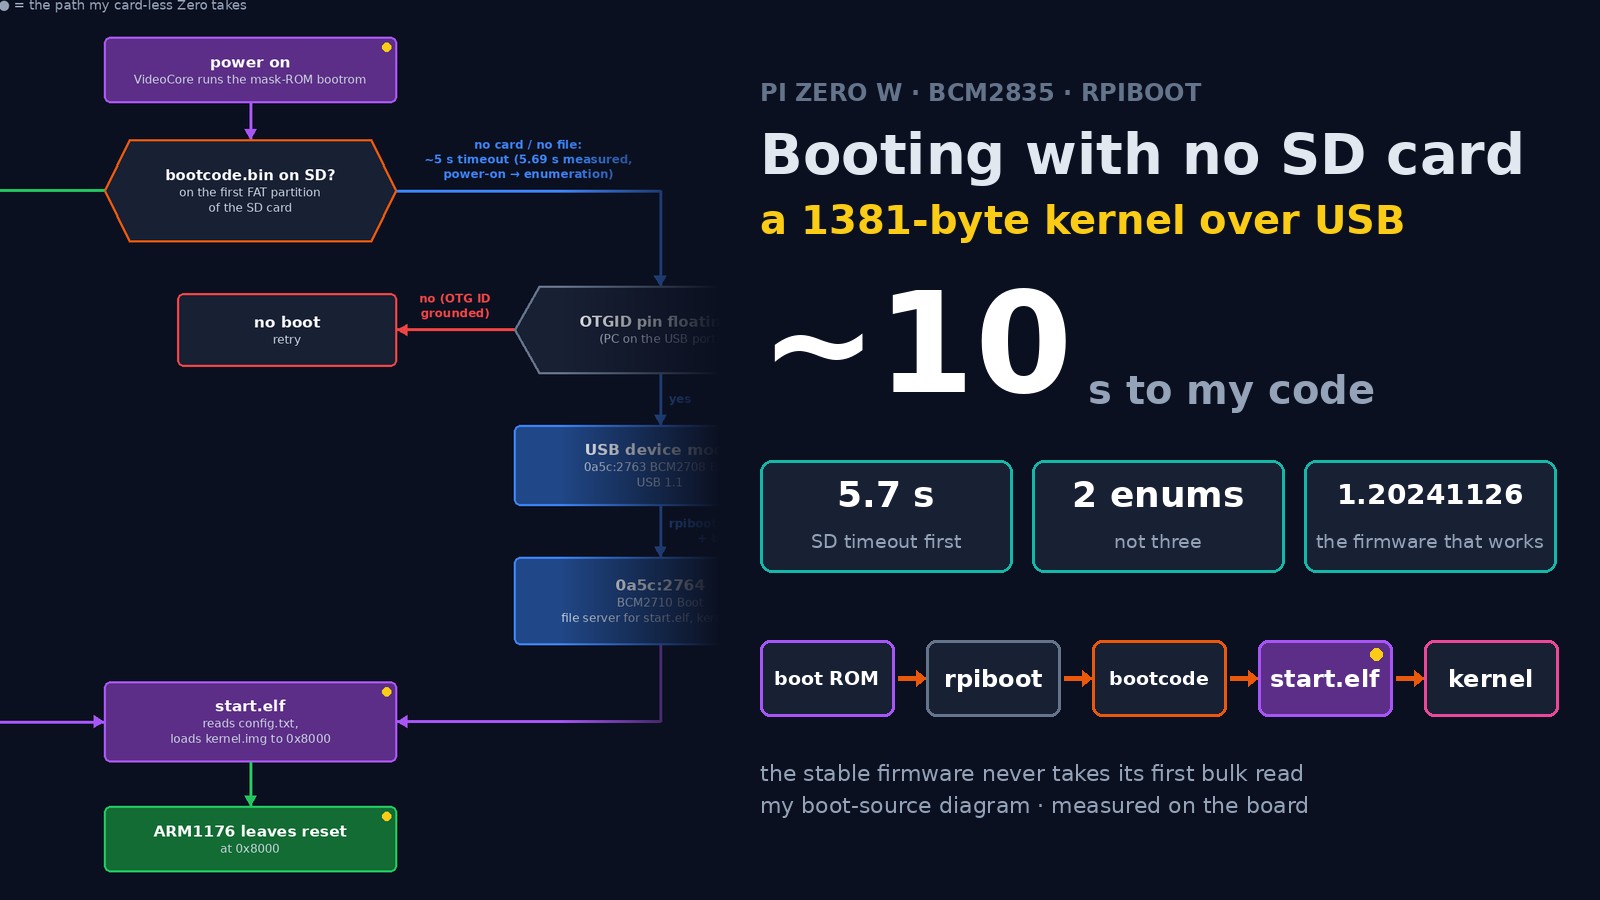 = the path my card-less Zero takes
power on
VideoCore runs the mask-ROM bootrom
bootcode.bin on SD?
on the first FAT partition
of the SD card
no card / no file:
~5 s timeout (5.69 s measured,
power-on → enumeration)
no boot
retry
no (OTG ID
grounded)
OTGID pin
(PC on the USB
yes
USB device
0a5c:2763 BCM2708
USB 1.1
0a5c:2764
BCM2710 Boot
file server for start.elf,
start.elf
reads config.txt,
loads kernel.img to 0x8000
ARM1176 leaves reset
at 0x8000
PI ZERO W · BCM2835 · RPIBOOT
Booting with no SD card
a 1381-byte kernel over USB
~10 s to my code
5.7 s
SD timeout first
2 enums
not three
1.20241126
the firmware that works
boot ROM
rpiboot
bootcode
start.elf
kernel
the stable firmware never takes its first bulk read
my boot-source diagram · measured on the board